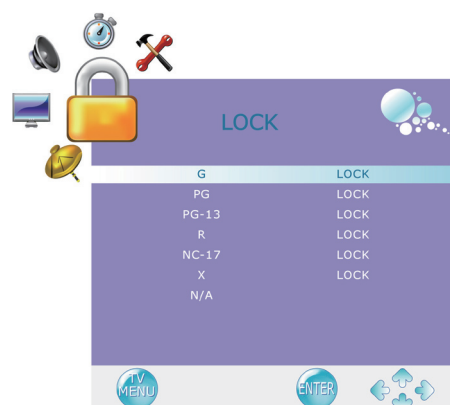 LOCK
G LOCK
PG LOCK
PG-13 LOCK
R LOCK
NC-17 LOCK
X LOCK
N/A
TV
MENU
ENTER